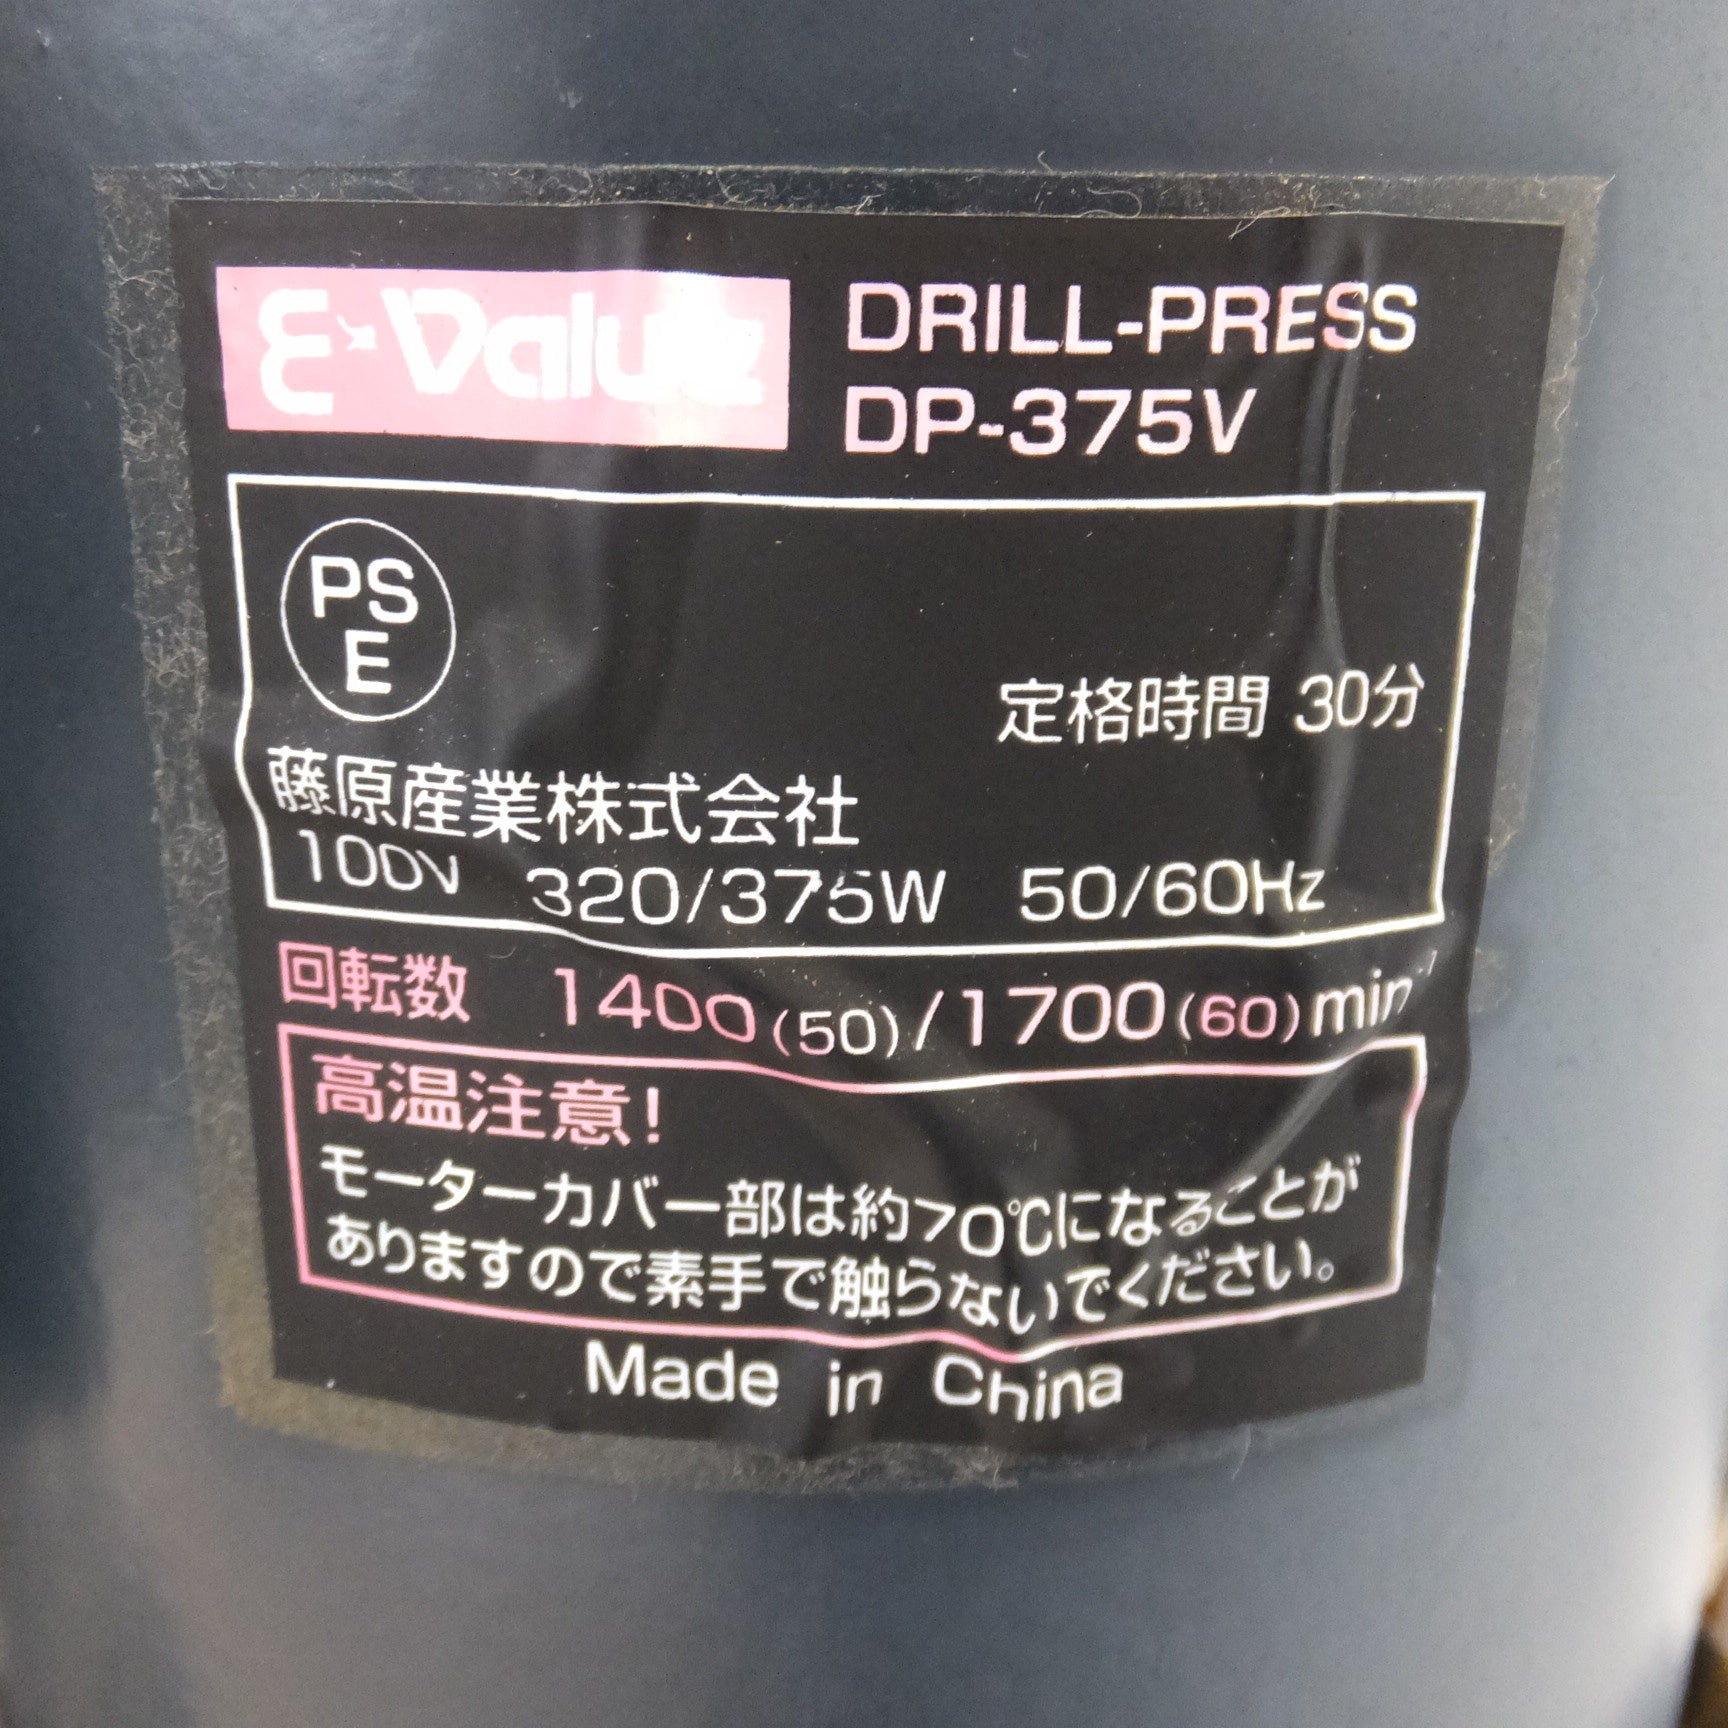 E-Value DRILL-PRESS
DP-375V
PS
E
定格時間 30分
藤原産業株式会社
100V 320/375W 50/60Hz
回転数 1400(50)/1700(60)min⁻¹
高温注意!
モーターカバー部は約70℃になることが
ありますので素手で触らないでください。
Made in China